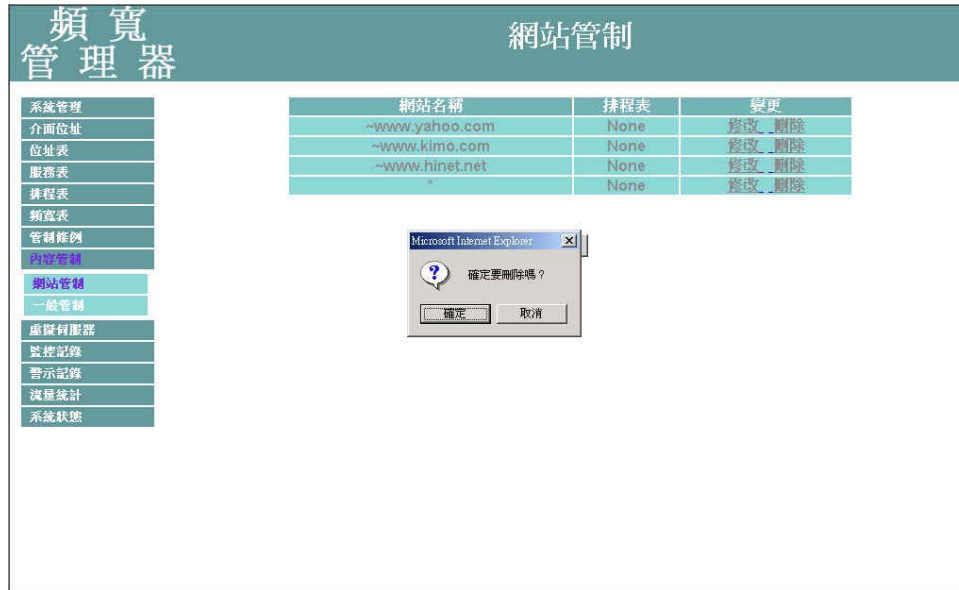 頻 寬
管 理 器
網站管制
系統管理
介面位址
位址表
服務表
排程表
頻寬表
管制條例
內容管制
網站管制
一般管制
虛擬伺服器
監控記錄
警示記錄
流量統計
系統狀態
網站名稱 排程表 變更
~www.yahoo.com None 修改 刪除
~www.kimo.com None 修改 刪除
~www.hinet.net None 修改 刪除
* None 修改 刪除
Microsoft Internet Explorer
確定要刪除嗎？
確定 取消